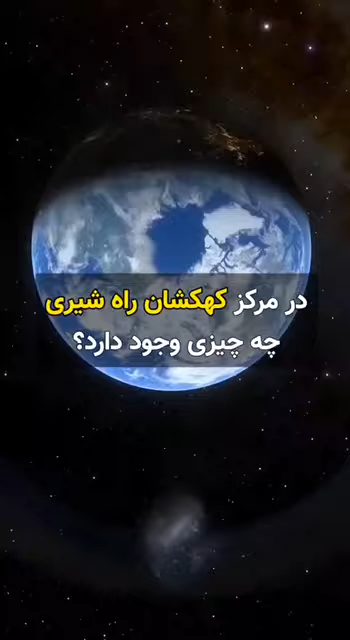 در مرکز کهکشان راه شیری
چه چیزی وجود دارد؟